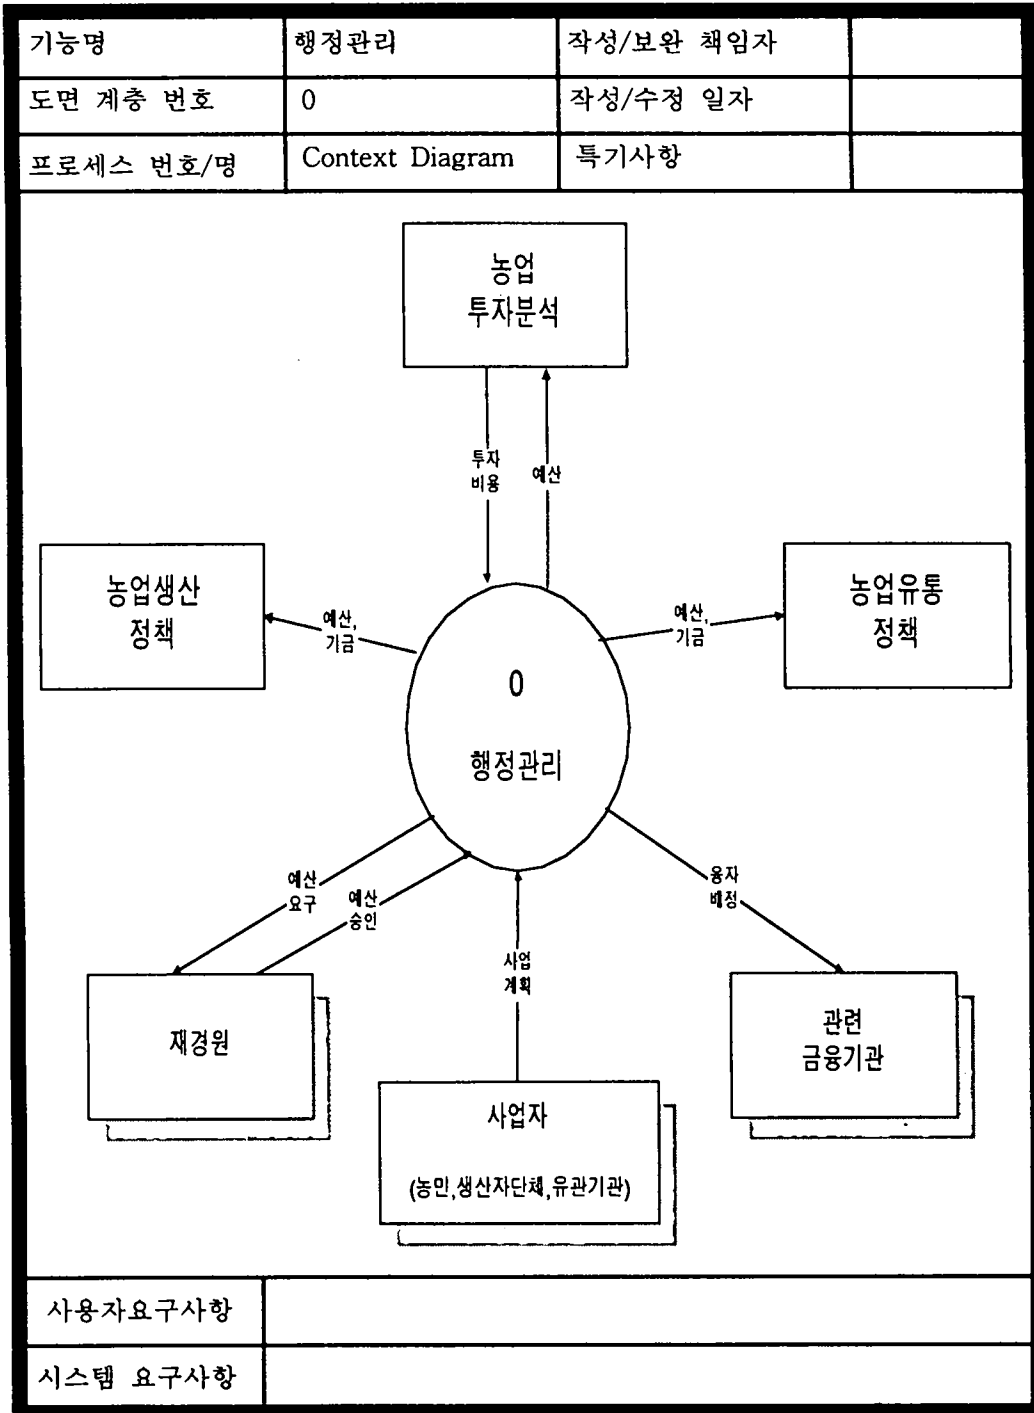 기능명 행정관리 작성/보완 책임자
도면 계층 번호 0 작성/수정 일자
프로세스 번호/명 Context Diagram 특기사항
농업
투자분석
투자
비용
예산
농업생산
정책
예산,
기금
예산,
기금
농업유통
정책
0
행정관리
예산
요구
예산
승인
사업
계획
융자
배정
재경원
사업자
(농민,생산자단체,유관기관)
관련
금융기관
사용자요구사항
시스템 요구사항